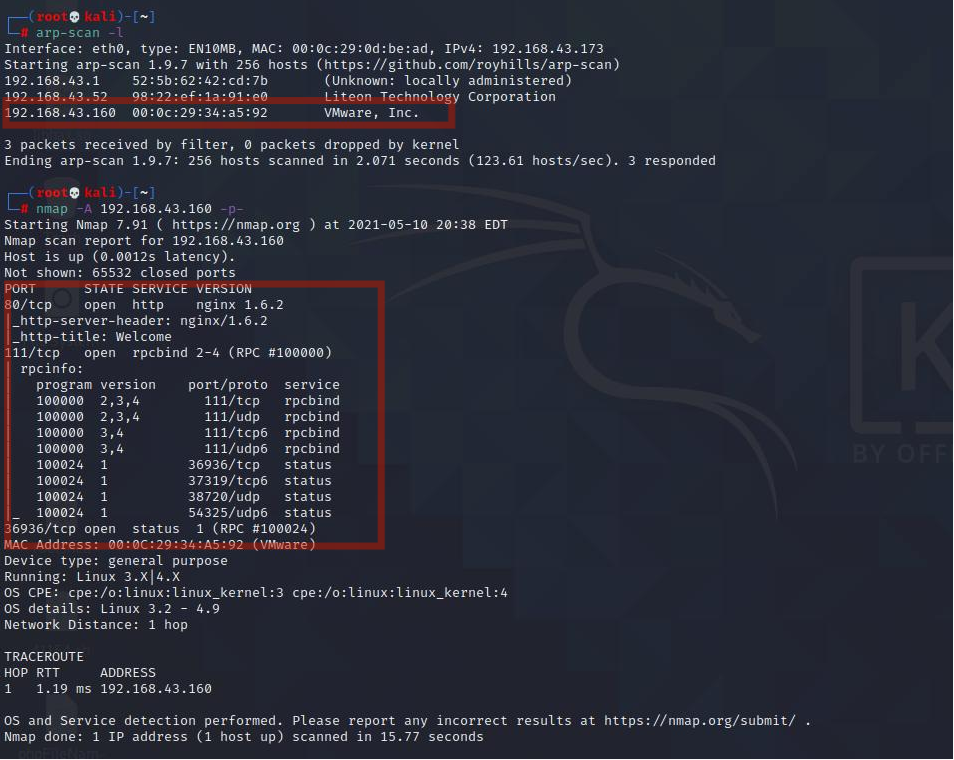 ┌──(root💀kali)-[~]
└─# arp-scan -l
Interface: eth0, type: EN10MB, MAC: 00:0c:29:0d:be:ad, IPv4: 192.168.43.173
Starting arp-scan 1.9.7 with 256 hosts (https://github.com/royhills/arp-scan)
192.168.43.1    52:5b:62:42:cd:7b       (Unknown: locally administered)
192.168.43.52   98:22:ef:1a:91:e0       Liteon Technology Corporation
192.168.43.160  00:0c:29:34:a5:92       VMware, Inc.
3 packets received by filter, 0 packets dropped by kernel
Ending arp-scan 1.9.7: 256 hosts scanned in 2.071 seconds (123.61 hosts/sec). 3 responded
┌──(root💀kali)-[~]
└─# nmap -A 192.168.43.160 -p-
Starting Nmap 7.91 ( https://nmap.org ) at 2021-05-10 20:38 EDT
Nmap scan report for 192.168.43.160
Host is up (0.0012s latency).
Not shown: 65532 closed ports
PORT      STATE SERVICE VERSION
80/tcp    open  http    nginx 1.6.2
|_http-server-header: nginx/1.6.2
|_http-title: Welcome
111/tcp   open  rpcbind 2-4 (RPC #100000)
| rpcinfo:
|   program version    port/proto  service
|   100000  2,3,4        111/tcp   rpcbind
|   100000  2,3,4        111/udp   rpcbind
|   100000  3,4          111/tcp6  rpcbind
|   100000  3,4          111/udp6  rpcbind
|   100024  1          36936/tcp   status
|   100024  1          37319/tcp6  status
|   100024  1          38720/udp   status
|_  100024  1          54325/udp6  status
36936/tcp open  status  1 (RPC #100024)
MAC Address: 00:0C:29:34:A5:92 (VMware)
Device type: general purpose
Running: Linux 3.X|4.X
OS CPE: cpe:/o:linux:linux_kernel:3 cpe:/o:linux:linux_kernel:4
OS details: Linux 3.2 - 4.9
Network Distance: 1 hop
TRACEROUTE
HOP RTT     ADDRESS
1   1.19 ms 192.168.43.160
OS and Service detection performed. Please report any incorrect results at https://nmap.org/submit/ .
Nmap done: 1 IP address (1 host up) scanned in 15.77 seconds
K
BY OFF